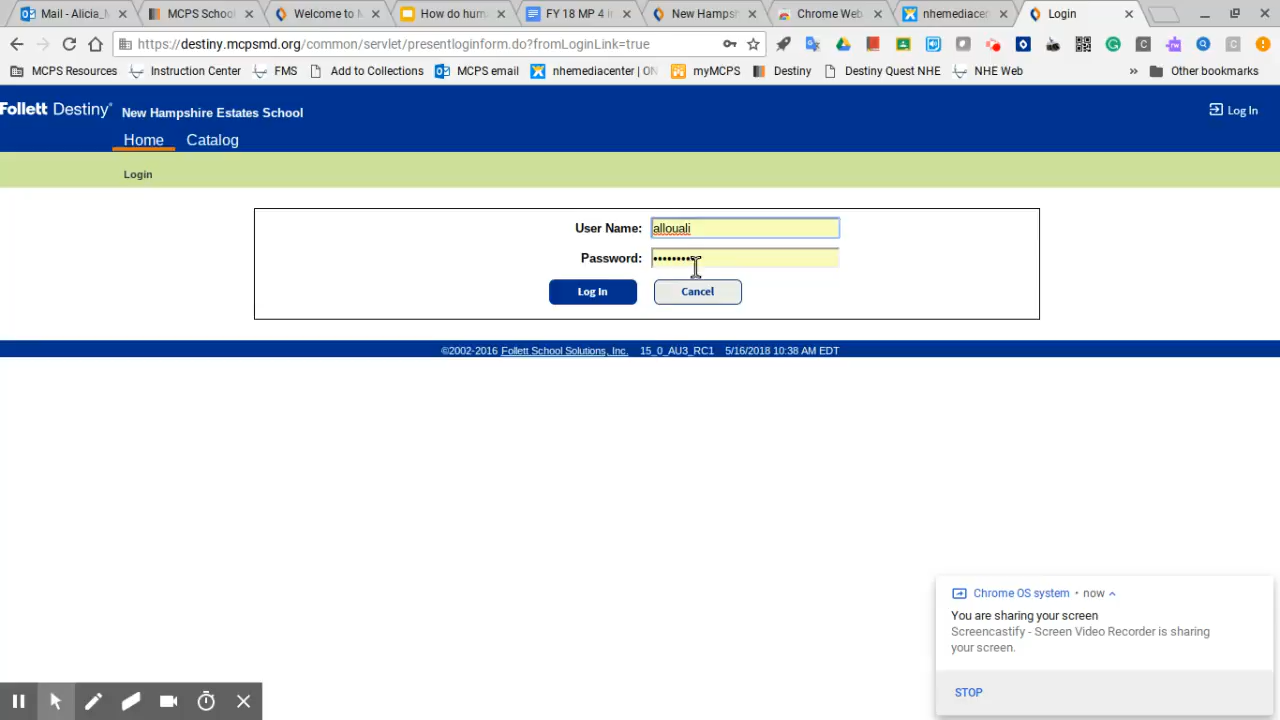 Mail - Alicia_M
MCPS School
Welcome to M
How do hum
FY 18 MP 4 i
New Hampsh
Chrome Web
nhemediacen
Login
https://destiny.mcpsmd.org/common/servlet/presentloginform.do?fromLoginLink=true
MCPS Resources
Instruction Center
FMS
Add to Collections
MCPS email
nhemediacenter | ON
myMCPS
Destiny
Destiny Quest NHE
NHE Web
»
Other bookmarks
Follett Destiny® New Hampshire Estates School
Log In
Home Catalog
Login
User Name: allouali
Password: •••••••••
Log In Cancel
©2002-2016 Follett School Solutions, Inc. 15_0_AU3_RC1 5/16/2018 10:38 AM EDT
Chrome OS system • now
You are sharing your screen
Screencastify - Screen Video Recorder is sharing
your screen.
STOP